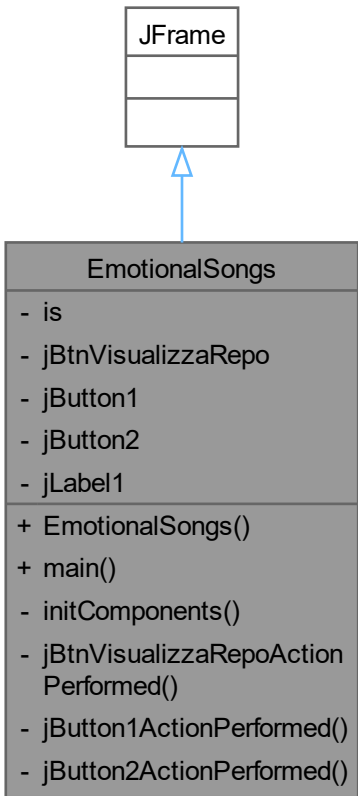 JFrame
EmotionalSongs
- is
- jBtnVisualizzaRepo
- jButton1
- jButton2
- jLabel1
+ EmotionalSongs()
+ main()
- initComponents()
- jBtnVisualizzaRepoAction
Performed()
- jButton1ActionPerformed()
- jButton2ActionPerformed()